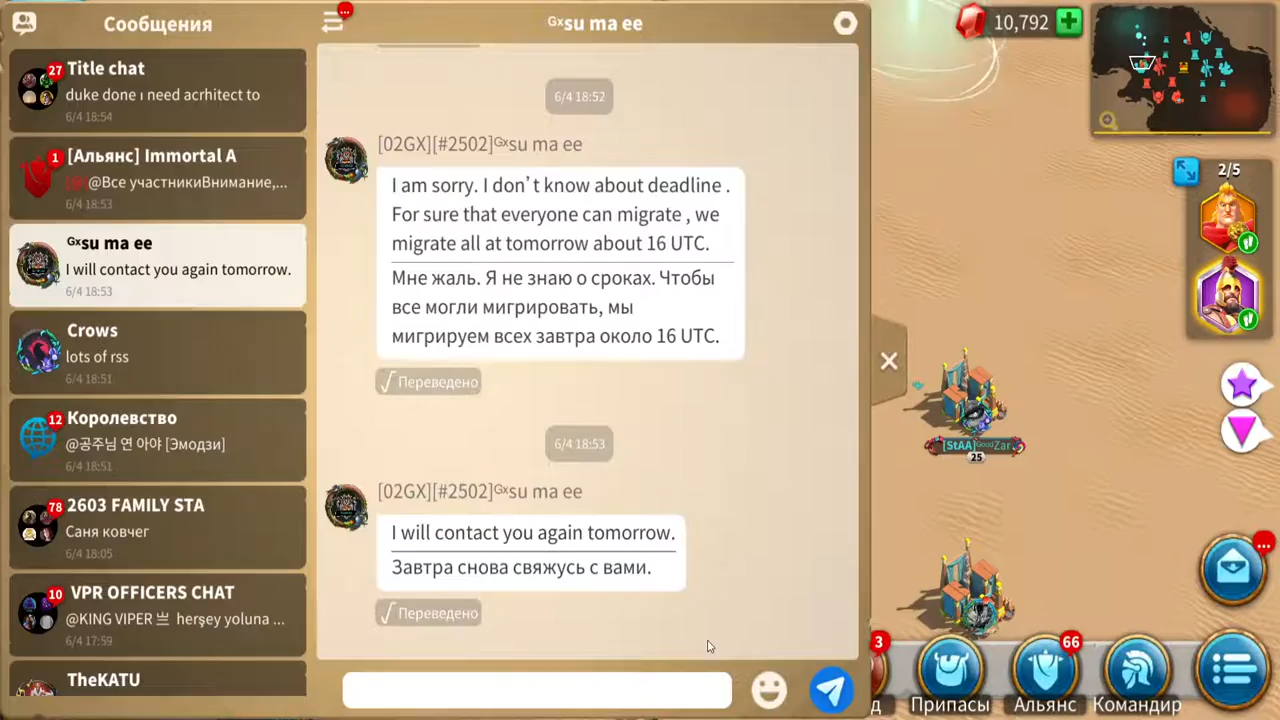 Сообщения
27
Title chat
duke done ı need acrhitect to
6/4 18:54
1
[Альянс] Immortal A
@Все участникиВнимание,...
6/4 18:53
ᴳˣsu ma ee
I will contact you again tomorrow.
6/4 18:53
Crows
lots of rss
6/4 18:51
12
Королевство
@공주님 연 아야 [Эмодзи]
6/4 18:51
78
2603 FAMILY STA
Саня ковчег
6/4 18:05
10
VPR OFFICERS CHAT
@KING VIPER 쁘 herşey yoluna ...
6/4 17:59
TheKATU
ᴳˣsu ma ee
6/4 18:52
[02GX][#2502]ᴳˣsu ma ee
I am sorry. I don't know about deadline .
For sure that everyone can migrate , we
migrate all at tomorrow about 16 UTC.
Мне жаль. Я не знаю о сроках. Чтобы
все могли мигрировать, мы
мигрируем всех завтра около 16 UTC.
√ Переведено
6/4 18:53
[02GX][#2502]ᴳˣsu ma ee
I will contact you again tomorrow.
Завтра снова свяжусь с вами.
√ Переведено
10,792
2/5
[StAA]ᴳᵒᵒᵈZar
25
3
66
д
Припасы
Альянс
Командир